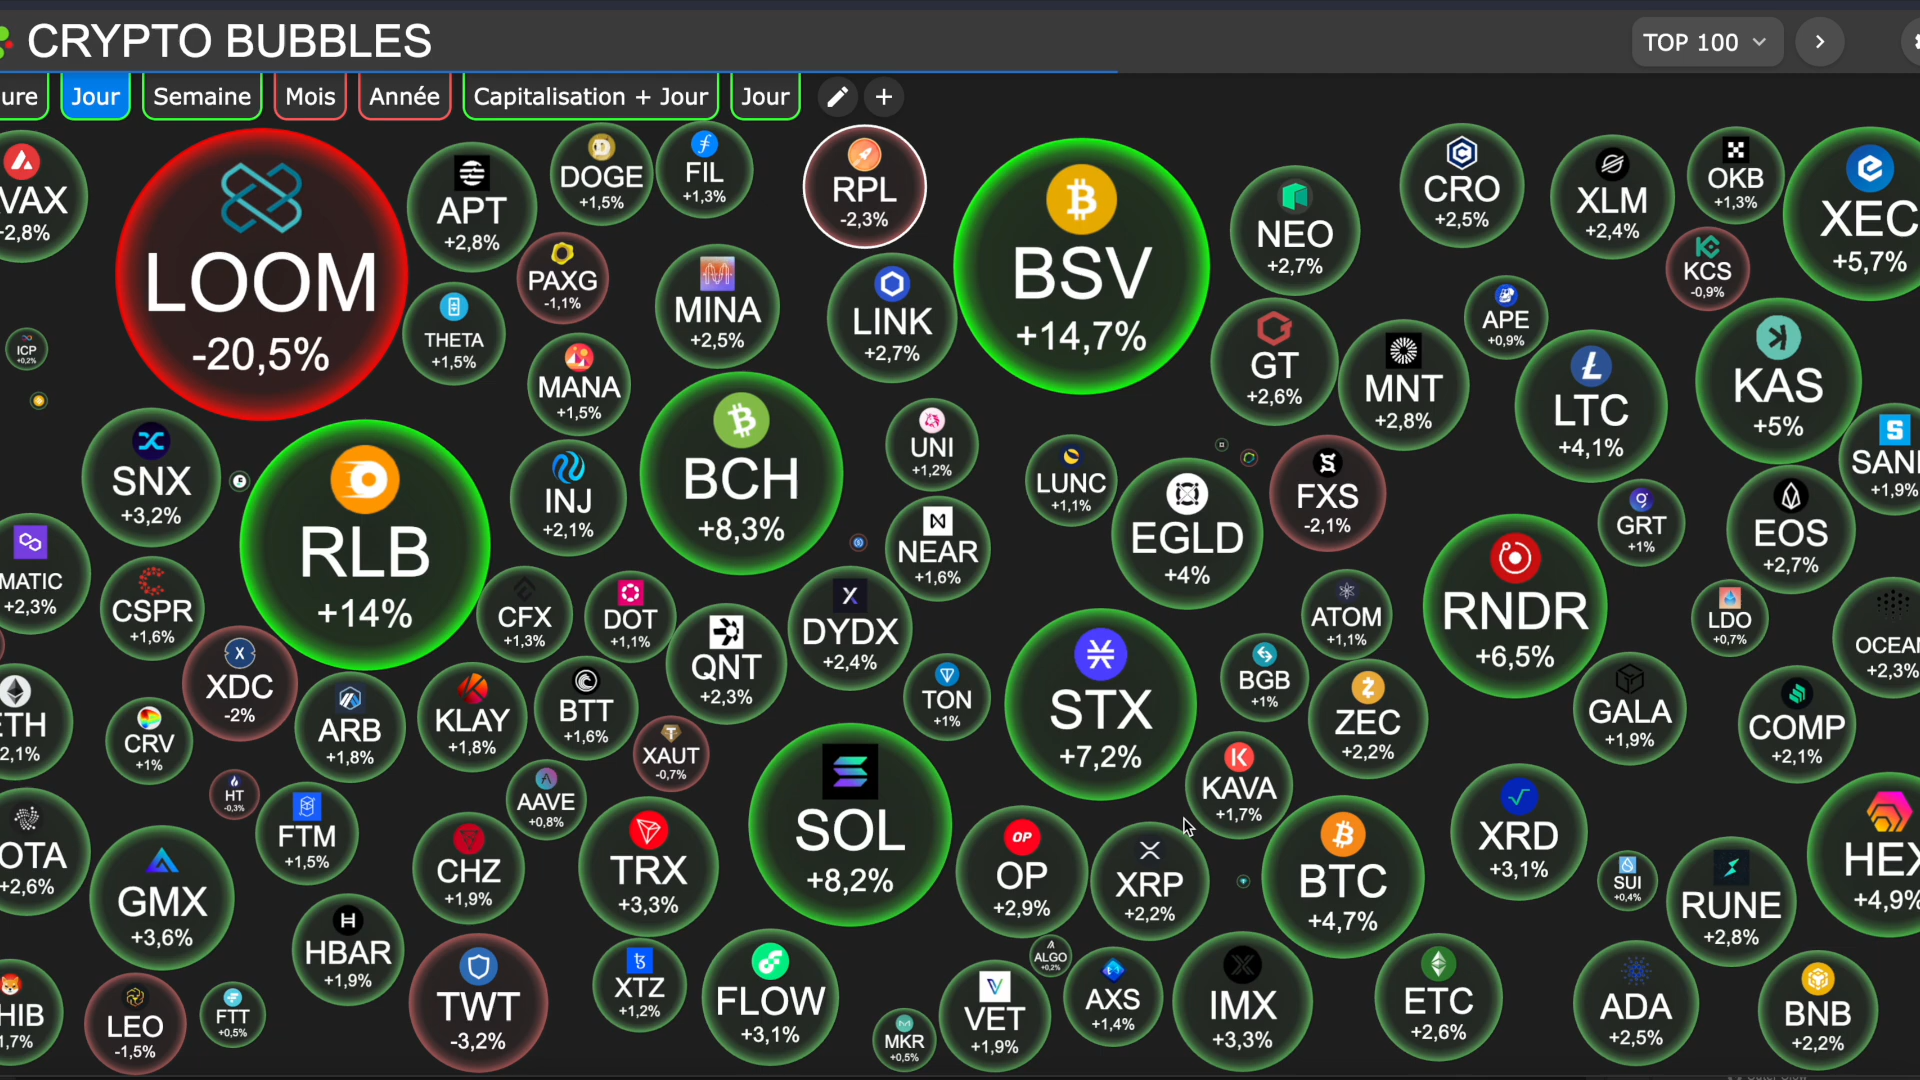 CRYPTO BUBBLES
TOP 100
ure
Jour
Semaine
Mois
Année
Capitalisation + Jour
Jour
VAX
-2,8%
LOOM
-20,5%
APT
+2,8%
DOGE
+1,5%
FIL
+1,3%
RPL
-2,3%
BSV
+14,7%
NEO
+2,7%
CRO
+2,5%
XLM
+2,4%
OKB
+1,3%
XEC
+5,7%
KCS
-0,9%
PAXG
-1,1%
THETA
+1,5%
MINA
+2,5%
LINK
+2,7%
ICP
+0,2%
MANA
+1,5%
GT
+2,6%
MNT
+2,8%
APE
+0,9%
LTC
+4,1%
KAS
+5%
SNX
+3,2%
RLB
+14%
INJ
+2,1%
BCH
+8,3%
UNI
+1,2%
LUNC
+1,1%
EGLD
+4%
FXS
-2,1%
SAN
+1,9%
GRT
+1%
EOS
+2,7%
MATIC
+2,3%
CSPR
+1,6%
NEAR
+1,6%
CFX
+1,3%
DOT
+1,1%
QNT
+2,3%
DYDX
+2,4%
ATOM
+1,1%
RNDR
+6,5%
LDO
+0,7%
OCEAN
+2,3%
XDC
-2%
ETH
2,1%
CRV
+1%
ARB
+1,8%
KLAY
+1,8%
BTT
+1,6%
XAUT
-0,7%
TON
+1%
STX
+7,2%
BGB
+1%
ZEC
+2,2%
GALA
+1,9%
COMP
+2,1%
HT
-0,3%
FTM
+1,5%
AAVE
+0,8%
KAVA
+1,7%
OTA
+2,6%
GMX
+3,6%
CHZ
+1,9%
TRX
+3,3%
SOL
+8,2%
OP
OP
+2,9%
XRP
+2,2%
BTC
+4,7%
XRD
+3,1%
SUI
+0,4%
RUNE
+2,8%
HEX
+4,9%
HBAR
+1,9%
ALGO
+0,2%
HIB
1,7%
LEO
-1,5%
FTT
+0,5%
TWT
-3,2%
XTZ
+1,2%
FLOW
+3,1%
MKR
+0,5%
VET
+1,9%
AXS
+1,4%
IMX
+3,3%
ETC
+2,6%
ADA
+2,5%
BNB
+2,2%